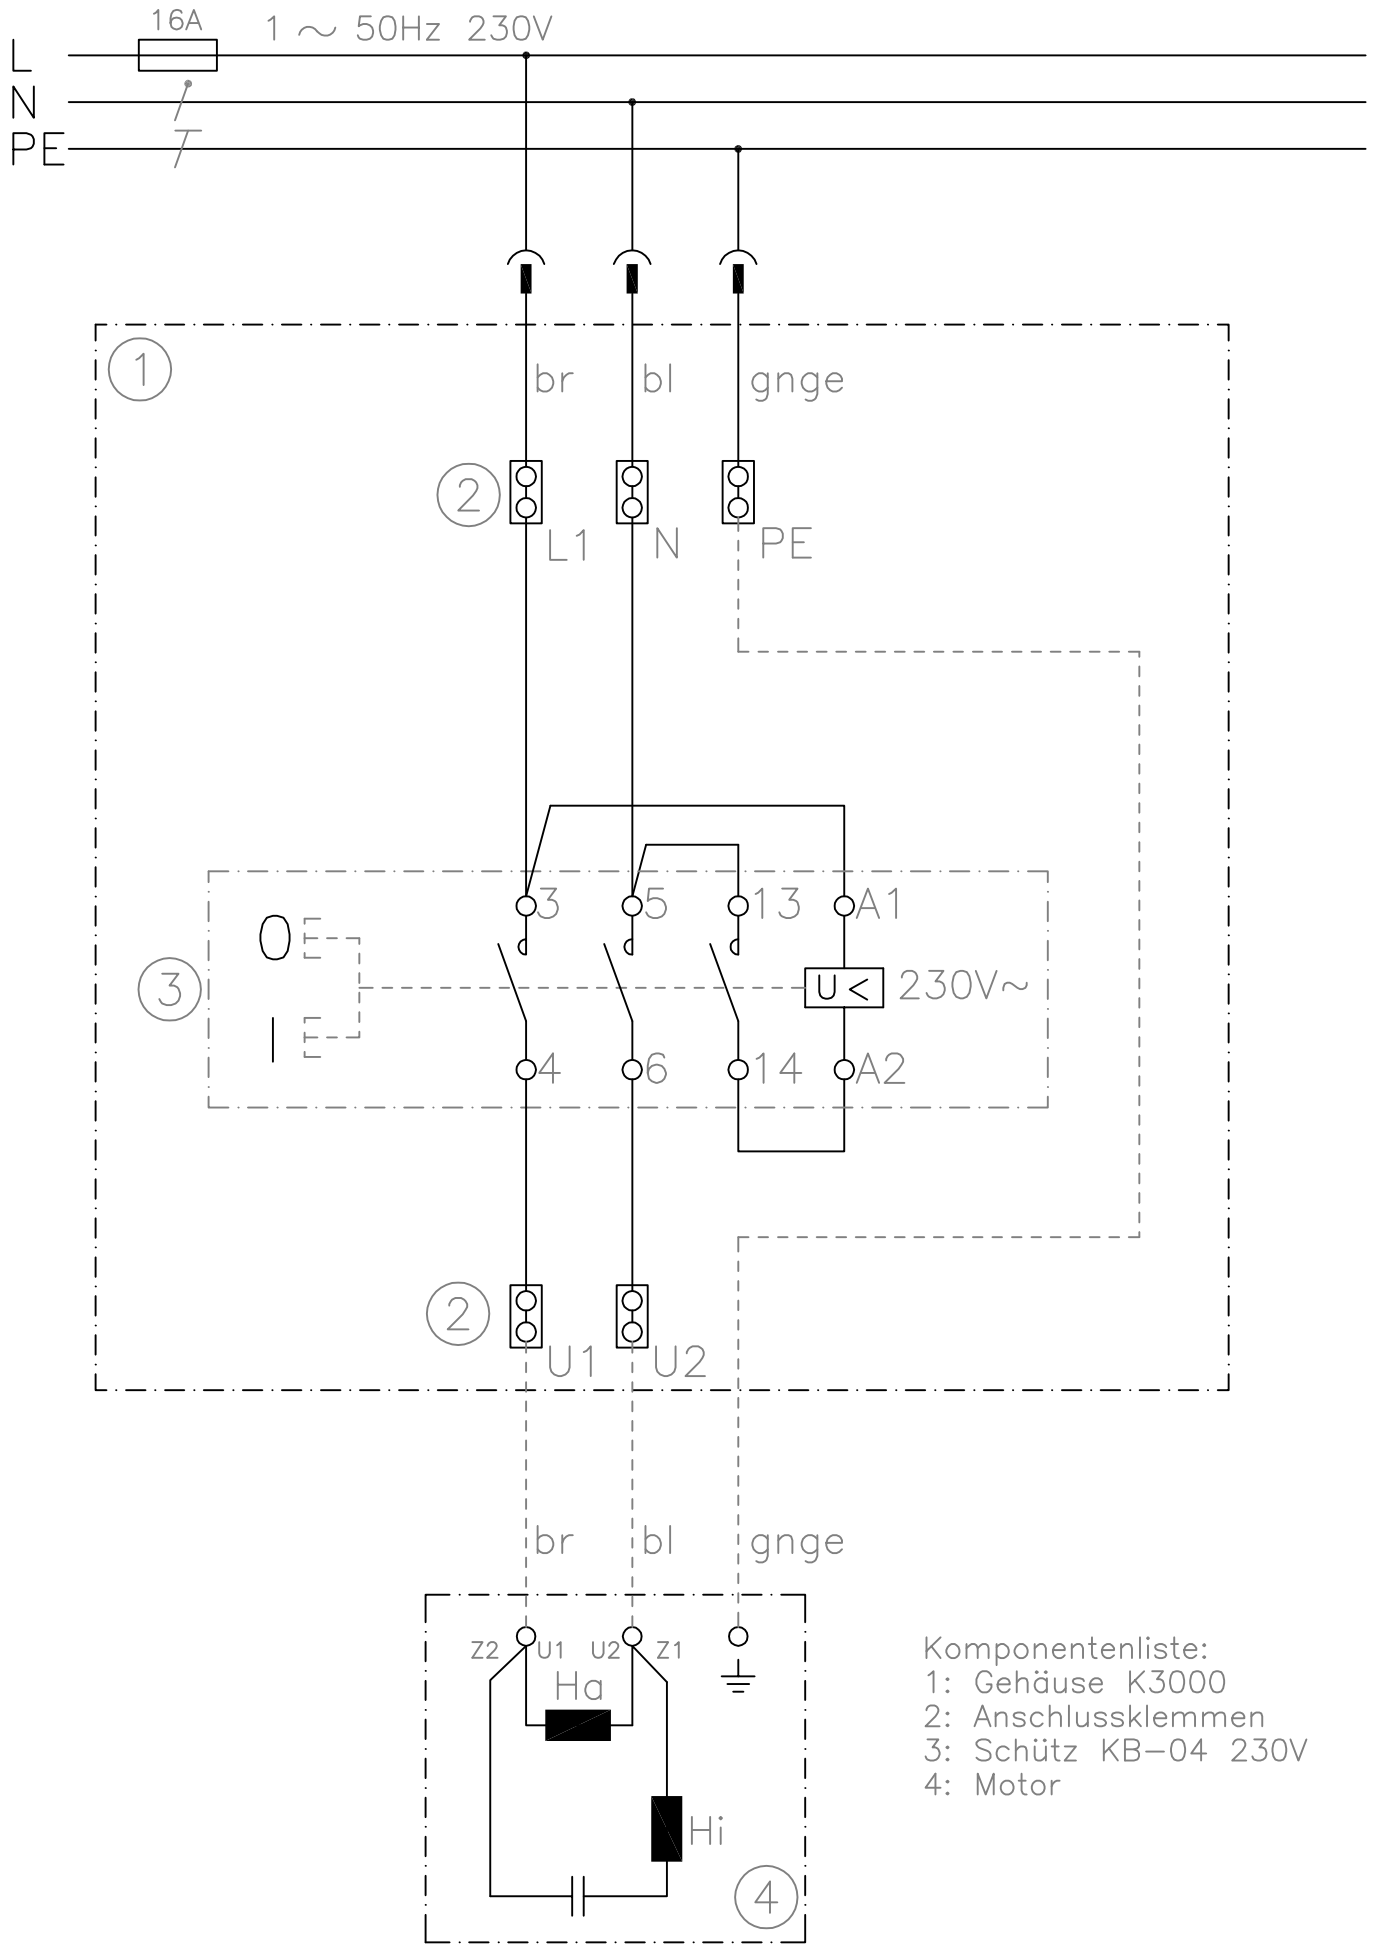 16A
1 ~ 50Hz 230V
L
N
PE
1
br bl gnge
2
L1 N PE
3 5 13 A1
O
3
U< 230V~
I
4 6 14 A2
2
U1 U2
br bl gnge
Z2 U1 U2 Z1
Ha
Hi
4
Komponentenliste:
1: Gehäuse K3000
2: Anschlussklemmen
3: Schütz KB-04 230V
4: Motor